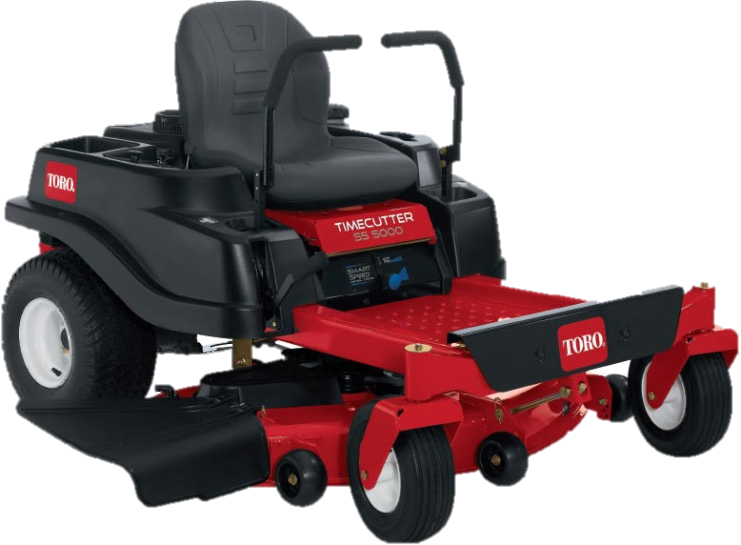 TORO.
TIMECUTTER
SS 5000
SMART
SPEED
TORO.